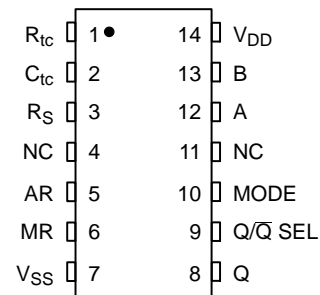 R_tc 1 14 V_DD
C_tc 2 13 B
R_S 3 12 A
NC 4 11 NC
AR 5 10 MODE
MR 6 9 Q/Q̅ SEL
V_SS 7 8 Q